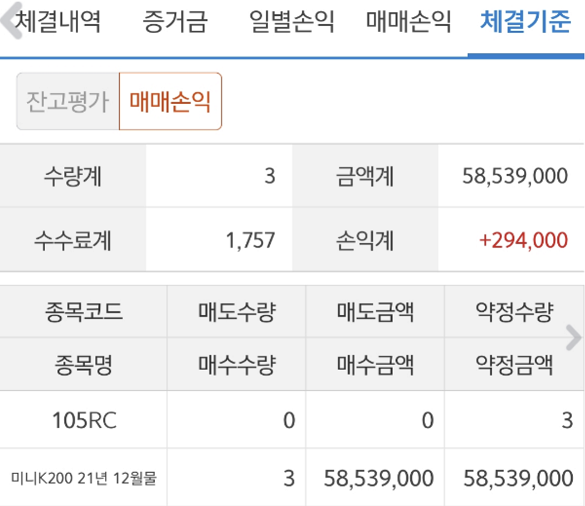 체결내역 증거금 일별손익 매매손익 체결기준
잔고평가 매매손익
수량계 3 금액계 58,539,000
수수료계 1,757 손익계 +294,000
종목코드 매도수량 매도금액 약정수량
종목명 매수수량 매수금액 약정금액
105RC 0 0 3
미니K200 21년 12월물 3 58,539,000 58,539,000